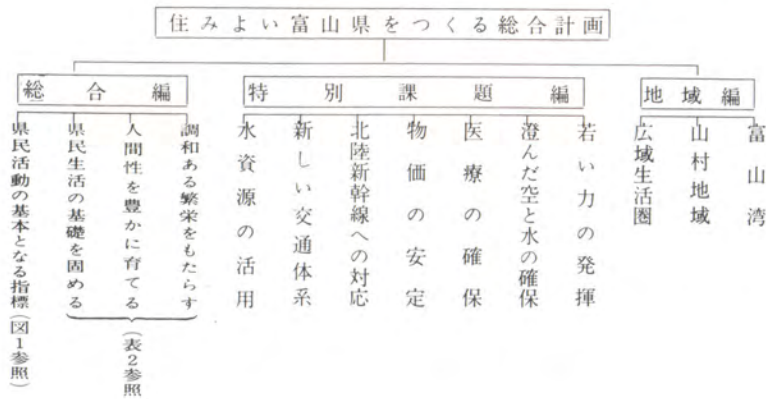 住みよい富山県をつくる総合計画
総合編
県民活動の基本となる指標(図1参照)
県民生活の基礎を固める
人間性を豊かに育てる
調和ある繁栄をもたらす
(表2参照)
特別課題編
水資源の活用
新しい交通体系
北陸新幹線への対応
物価の安定
医療の確保
澄んだ空と水の確保
若い力の発揮
地域編
広域生活圏
山村地域
富山湾